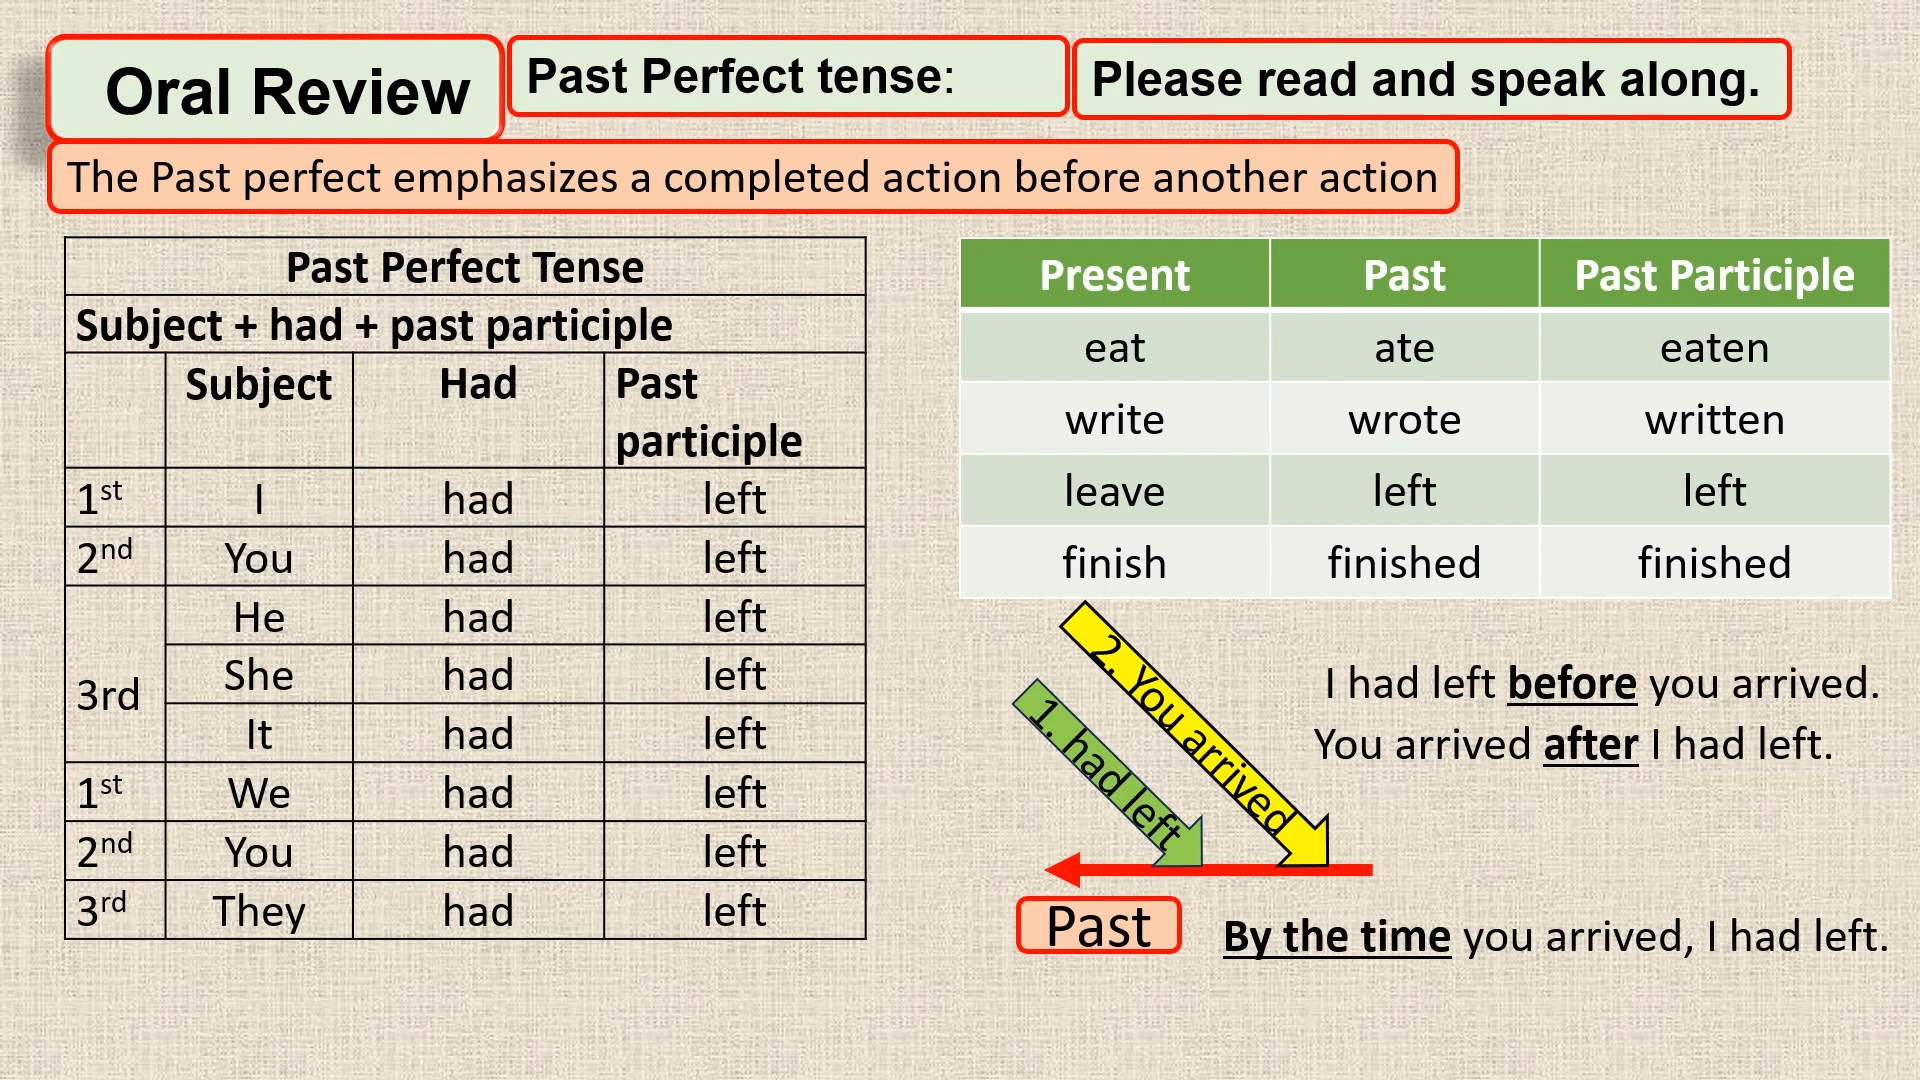 Oral Review
Past Perfect tense:
Please read and speak along.
The Past perfect emphasizes a completed action before another action
Past Perfect Tense
Subject + had + past participle
Subject Had Past
participle
1st I had left
2nd You had left
He had left
3rd She had left
It had left
1st We had left
2nd You had left
3rd They had left
Present Past Past Participle
eat ate eaten
write wrote written
leave left left
finish finished finished
2. You arrived
1. had left
I had left before you arrived.
You arrived after I had left.
Past
By the time you arrived, I had left.